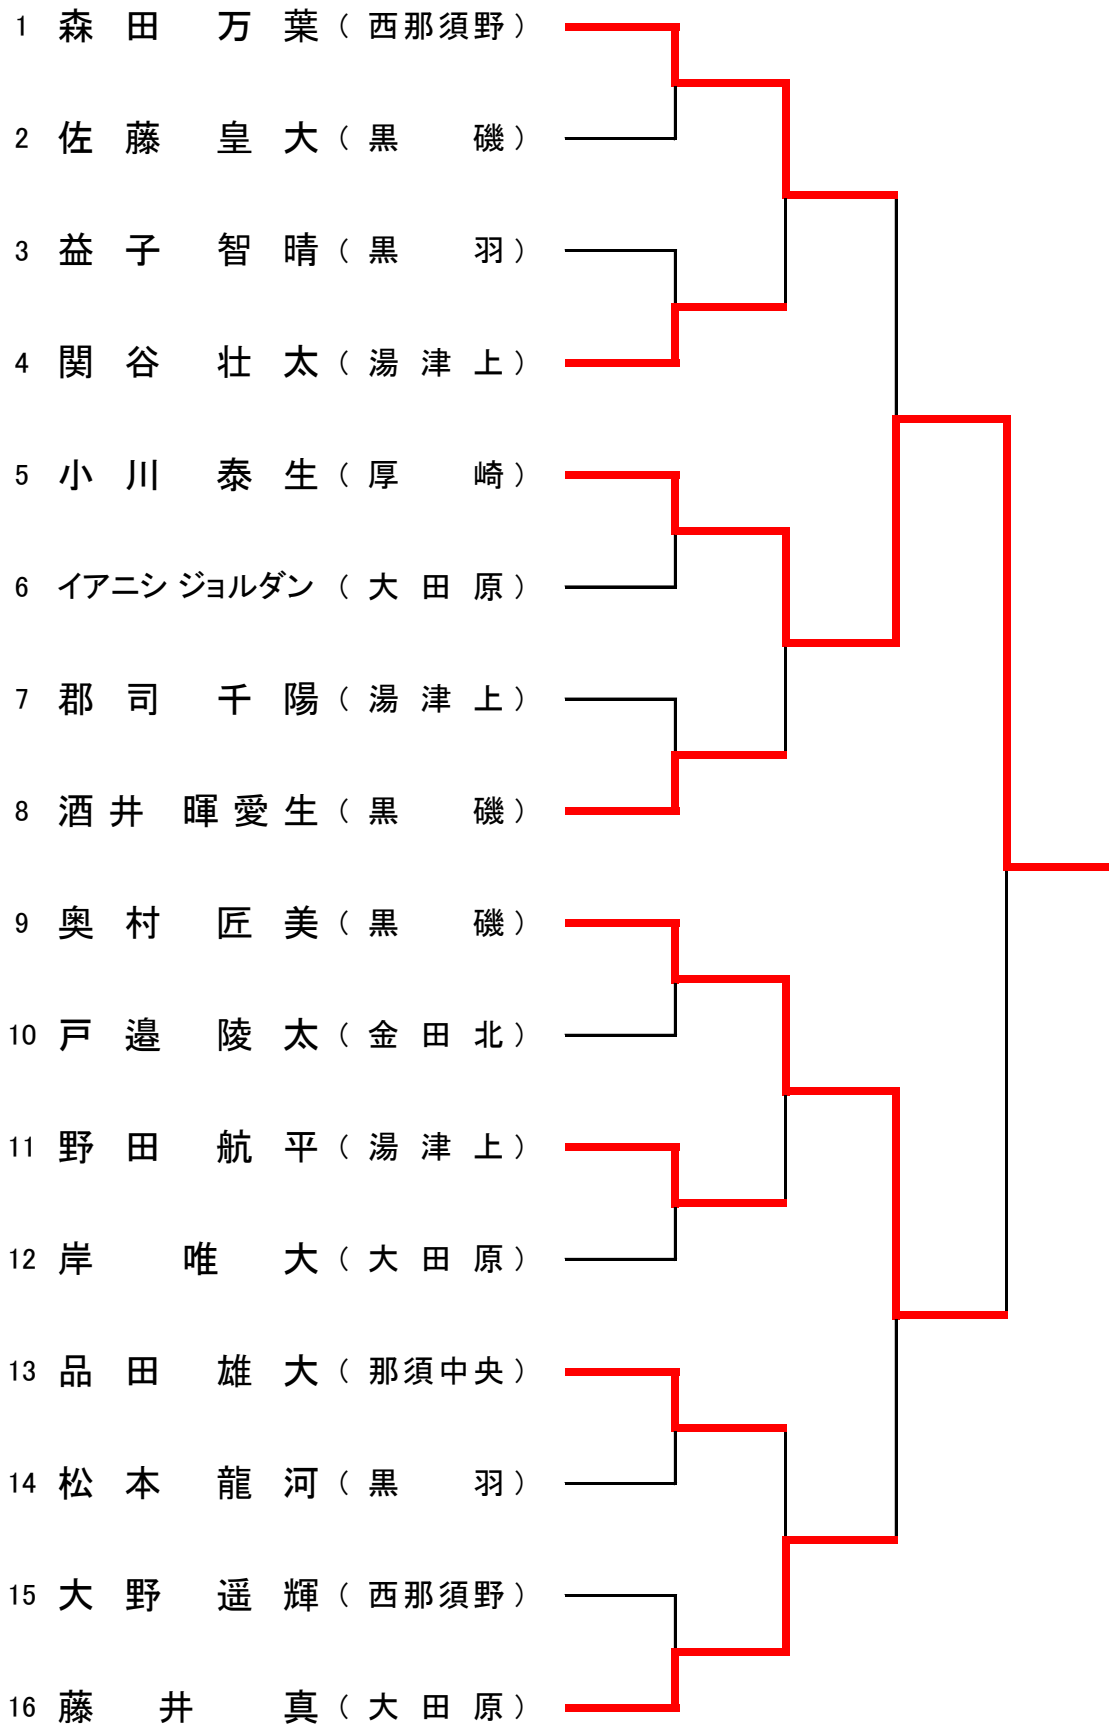 1 森田 万葉 (西那須野)
2 佐藤 皇大 (黒磯)
3 益子 智晴 (黒羽)
4 関谷 壮太 (湯津上)
5 小川 泰生 (厚崎)
6 イアニシ ジョルダン (大田原)
7 郡司 千陽 (湯津上)
8 酒井 暉愛生 (黒磯)
9 奥村 匠美 (黒磯)
10 戸邉 陵太 (金田北)
11 野田 航平 (湯津上)
12 岸 唯大 (大田原)
13 品田 雄大 (那須中央)
14 松本 龍河 (黒羽)
15 大野 遥輝 (西那須野)
16 藤井 真 (大田原)